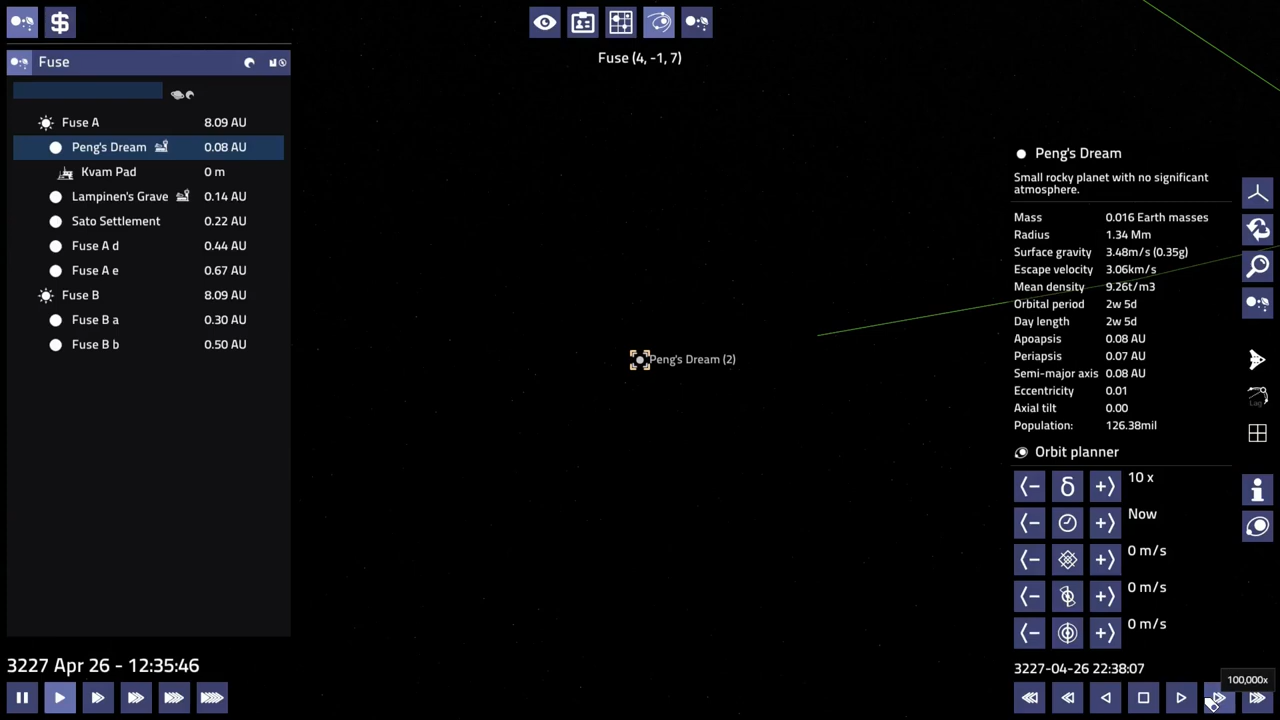 Fuse (4, -1, 7)
Fuse
Fuse A 8.09 AU
Peng's Dream 0.08 AU
Kvam Pad 0 m
Lampinen's Grave 0.14 AU
Sato Settlement 0.22 AU
Fuse A d 0.44 AU
Fuse A e 0.67 AU
Fuse B 8.09 AU
Fuse B a 0.30 AU
Fuse B b 0.50 AU
Peng's Dream (2)
Peng's Dream
Small rocky planet with no significant
atmosphere.
Mass 0.016 Earth masses
Radius 1.34 Mm
Surface gravity 3.48m/s (0.35g)
Escape velocity 3.06km/s
Mean density 9.26t/m3
Orbital period 2w 5d
Day length 2w 5d
Apoapsis 0.08 AU
Periapsis 0.07 AU
Semi-major axis 0.08 AU
Eccentricity 0.01
Axial tilt 0.00
Population: 126.38mil
Lag
Orbit planner
10 x
Now
0 m/s
0 m/s
0 m/s
3227-04-26 22:38:07
100,000x
3227 Apr 26 - 12:35:46